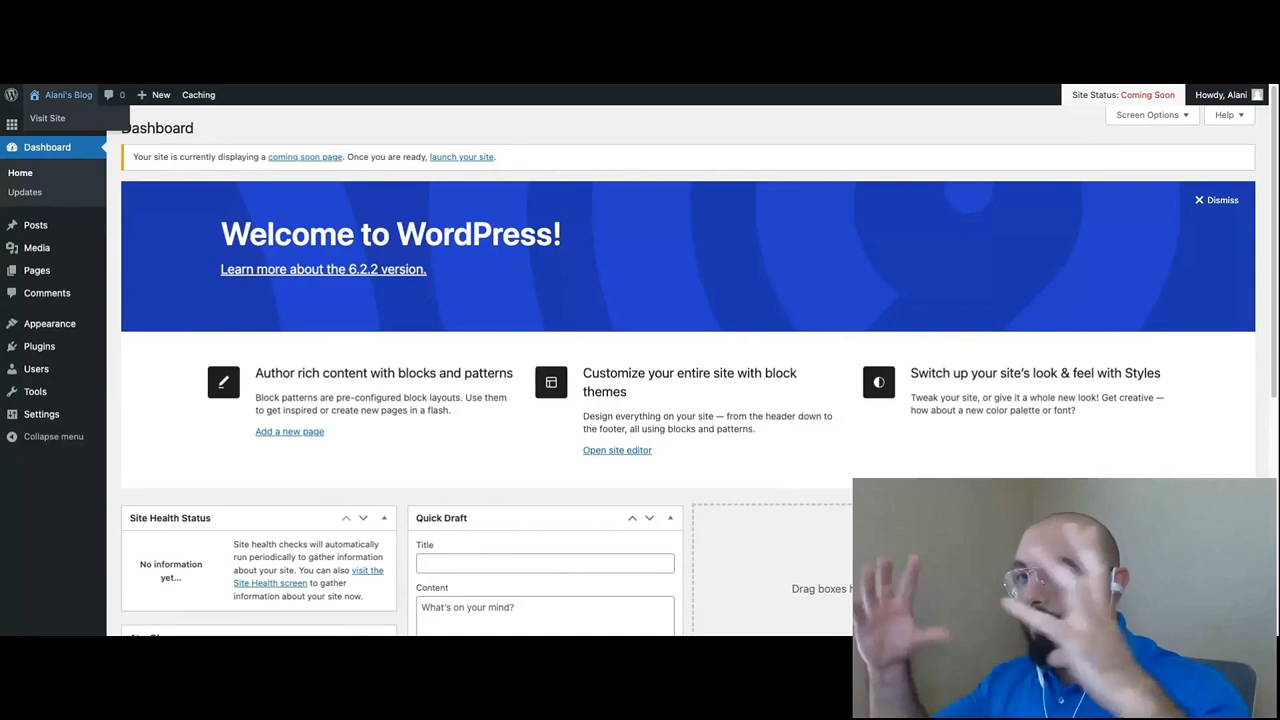 Alani's Blog 0 New Caching Site Status: Coming Soon Howdy, Alani
Visit Site
Screen Options Help
Dashboard
Dashboard
Your site is currently displaying a coming soon page. Once you are ready, launch your site.
Home
Updates
Posts
Media
Pages
Comments
Appearance
Plugins
Users
Tools
Settings
Collapse menu
Dismiss
Welcome to WordPress!
Learn more about the 6.2.2 version.
Author rich content with blocks and patterns
Block patterns are pre-configured block layouts. Use them
to get inspired or create new pages in a flash.
Add a new page
Customize your entire site with block
themes
Design everything on your site — from the header down to
the footer, all using blocks and patterns.
Open site editor
Switch up your site's look & feel with Styles
Tweak your site, or give it a whole new look! Get creative —
how about a new color palette or font?
Site Health Status
No information
yet...
Site health checks will automatically
run periodically to gather information
about your site. You can also visit the
Site Health screen to gather
information about your site now.
Quick Draft
Title
Content
What's on your mind?
Drag boxes